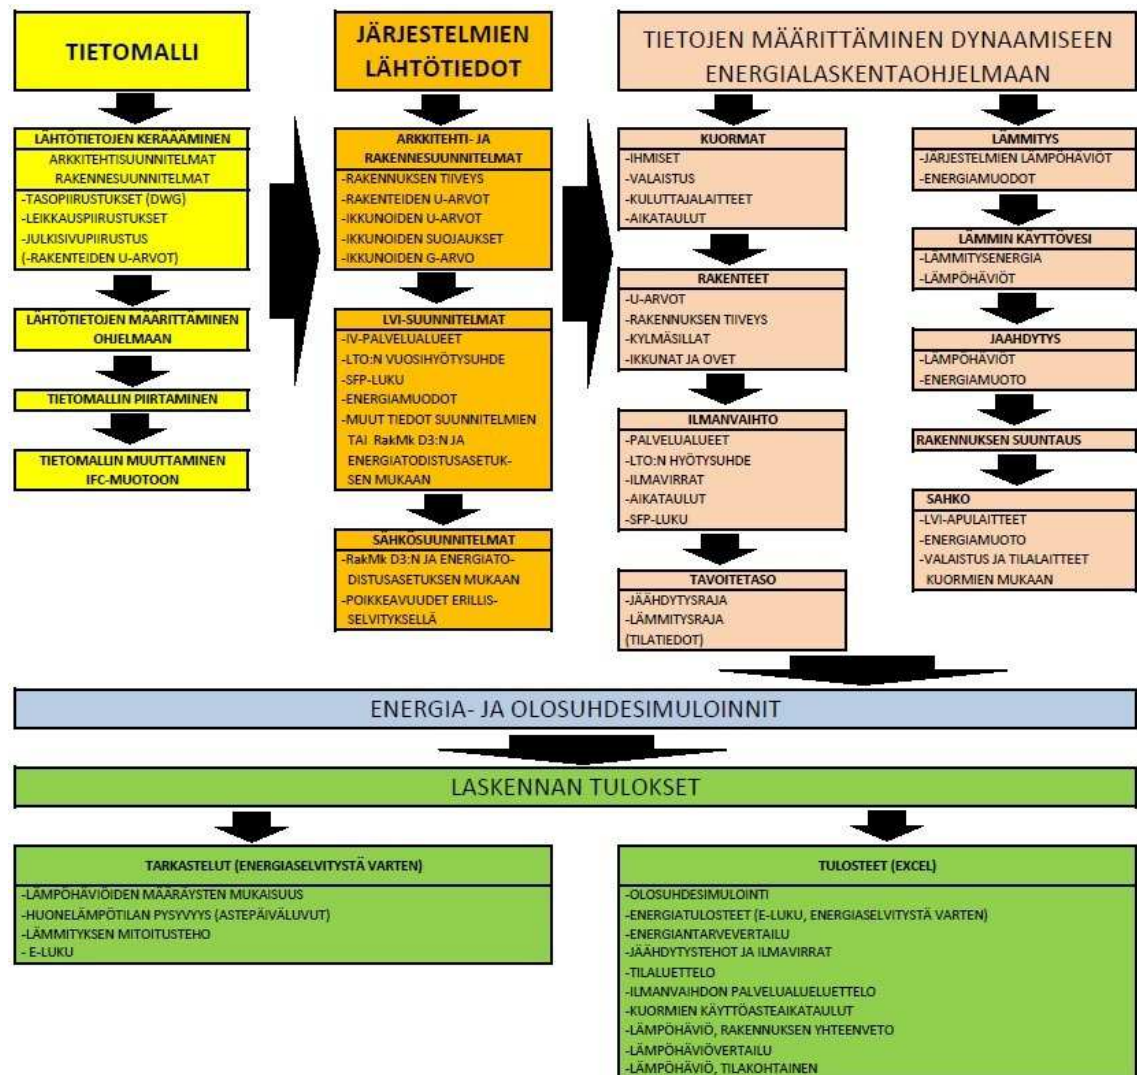 TIETOMALLI
LÄHTÖTIETOJEN KERÄÄMINEN
ARKKITEHTISUUNNITELMAT
RAKENNESUUNNITELMAT
-TASOPIIRUSTUKSET (DWG)
-LEIKKAUSPIIRUSTUKSET
-JULKISIVUPIIRUSTUS
(-RAKENTEIDEN U-ARVOT)
LÄHTÖTIETOJEN MÄÄRITTÄMINEN
OHJELMAAN
TIETOMALLIN PIIRTAMINEN
TIETOMALLIN MUUTTAMINEN
IFC-MUOTOON
JÄRJESTELMIEN
LÄHTÖTIEDOT
ARKKITEHTI- JA
RAKENNESUUNNITELMAT
-RAKENNUKSEN TIIVEYS
-RAKENTEIDEN U-ARVOT
-IKKUNOIDEN U-ARVOT
-IKKUNOIDEN SUOJAUKSET
-IKKUNOIDEN G-ARVO
LVI-SUUNNITELMAT
-IV-PALVELUALUEET
-LTO:N VUOSIHYÖTYSUHDE
-SFP-LUKU
-ENERGIAMUODOT
-MUUT TIEDOT SUUNNITELMIEN
TAI RakMk D3:N JA
ENERGIATODISTUSASETUK-
SEN MUKAAN
SÄHKÖSUUNNITELMAT
-RakMk D3:N JA ENERGIATO-
DISTUSASETUKSEN MUKAAN
-POIKKEAVUUDET ERILLIS-
SELVITYKSELLÄ
TIETOJEN MÄÄRITTÄMINEN DYNAAMISEEN
ENERGIALASKENTAOHJELMAAN
KUORMAT
-IHMISET
-VALAISTUS
-KULUTTAJALAITTEET
-AIKATAULUT
RAKENTEET
-U-ARVOT
-RAKENNUKSEN TIIVEYS
-KYLMÄSILLAT
-IKKUNAT JA OVET
ILMANVAIHTO
-PALVELUALUEET
-LTO:N HYÖTYSUHDE
-ILMAVIRRAT
-AIKATAULUT
-SFP-LUKU
TAVOITETASO
-JÄÄHDYTYSRAJA
-LÄMMITYSRAJA
(TILATIEDOT)
LÄMMITYS
-JÄRJESTELMIEN LÄMPÖHÄVIÖT
-ENERGIAMUODOT
LÄMMIN KÄYTTÖVESI
-LÄMMITYSENERGIA
-LÄMPÖHÄVIÖT
JAAHDYTYS
-LÄMPÖHÄVIÖT
-ENERGIAMUOTO
RAKENNUKSEN SUUNTAUS
SAHKO
-LVI-APULAITTEET
-ENERGIAMUOTO
-VALAISTUS JA TILALAITTEET
KUORMIEN MUKAAN
ENERGIA- JA OLOSUHDESIMULOINNIT
LASKENNAN TULOKSET
TARKASTELUT (ENERGIASELVITYSTÄ VARTEN)
-LÄMPÖHÄVIÖIDEN MÄÄRÄYSTEN MUKAISUUS
-HUONELÄMPÖTILAN PYSYVYYS (ASTEPÄIVÄLUVUT)
-LÄMMITYKSEN MITOITUSTEHO
- E-LUKU
TULOSTEET (EXCEL)
-OLOSUHDESIMULOINTI
-ENERGIATULOSTEET (E-LUKU, ENERGIASELVITYSTÄ VARTEN)
-ENERGIANTARVEVERTAILU
-JÄÄHDYTYSTEHOT JA ILMAVIRRAT
-TILALUETTELO
-ILMANVAIHDON PALVELUALUELUETTELO
-KUORMIEN KÄYTTÖASTEAIKATAULUT
-LÄMPÖHÄVIÖ, RAKENNUKSEN YHTEENVETO
-LÄMPÖHÄVIÖVERTAILU
-LÄMPÖHÄVIÖ, TILAKOHTAINEN